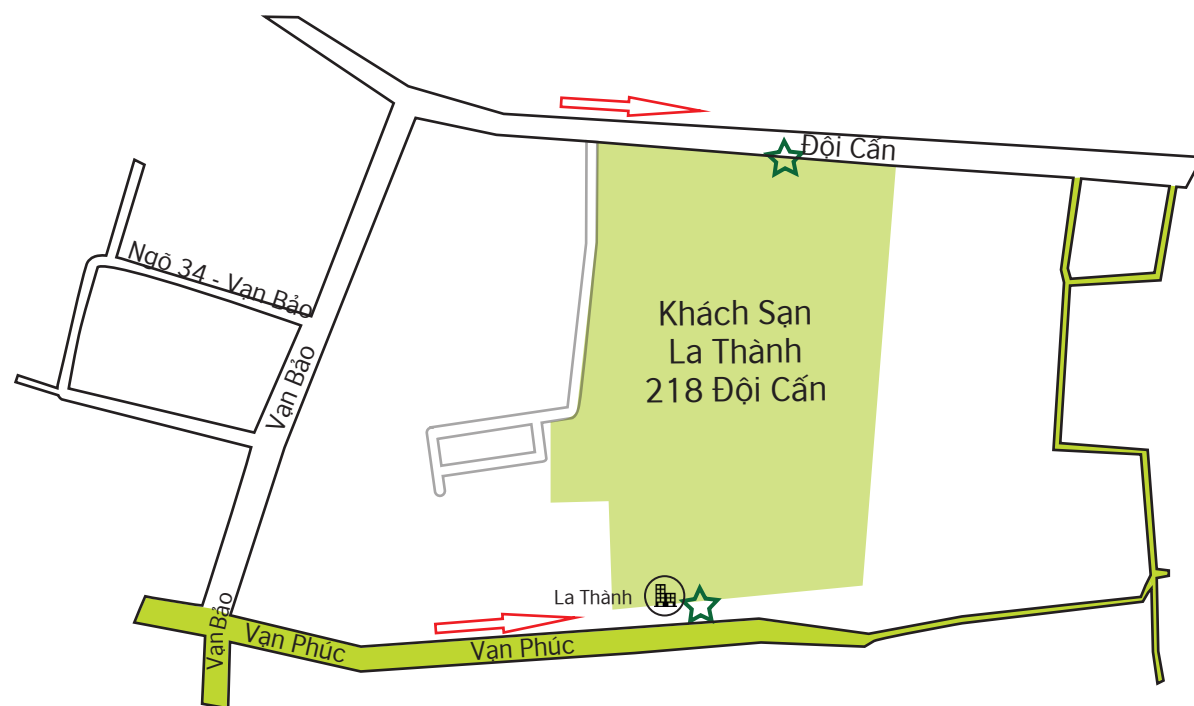 Đội Cấn
Ngõ 34 - Vạn Bảo
Khách Sạn
La Thành
218 Đội Cấn
Vạn Bảo
La Thành
Vạn Bảo
Vạn Phúc
Vạn Phúc